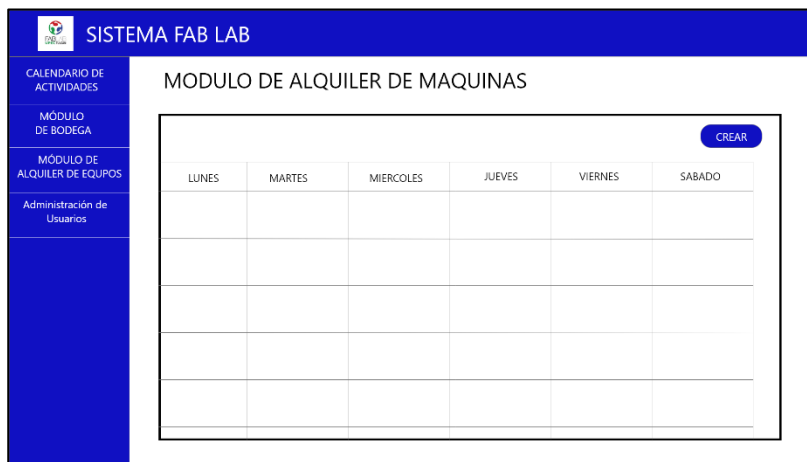 SISTEMA FAB LAB
CALENDARIO DE
ACTIVIDADES
MÓDULO
DE BODEGA
MÓDULO DE
ALQUILER DE EQUPOS
Administración de
Usuarios
MODULO DE ALQUILER DE MAQUINAS
CREAR
LUNES MARTES MIERCOLES JUEVES VIERNES SABADO